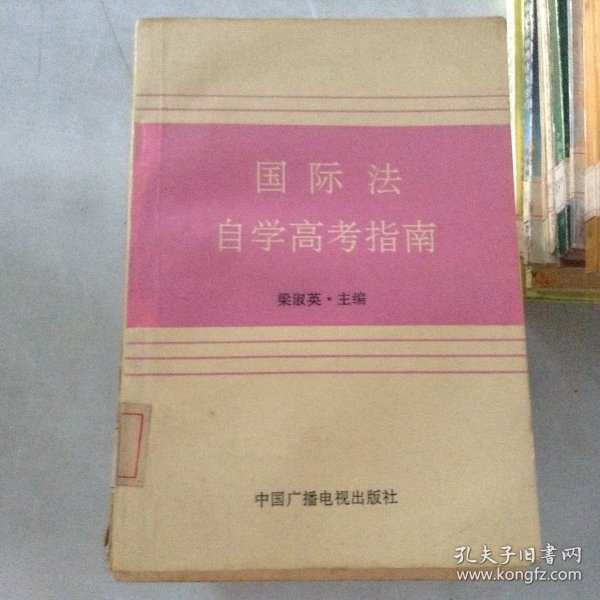 国际法
自学高考指南
梁淑英·主编
中国广播电视出版社
孔夫子旧书网
www.kongfz.com